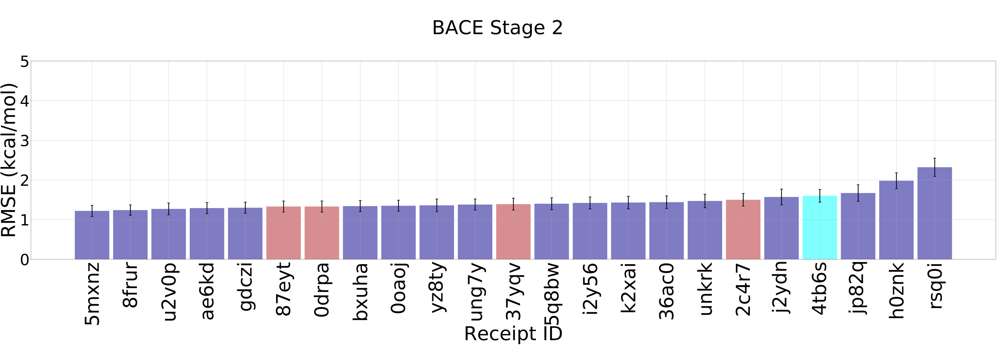 BACE Stage 2
RMSE (kcal/mol)
5
4
3
2
1
0
5mxnz
8frur
u2v0p
ae6kd
gdczi
87eyt
0drpa
bxuha
0oaoj
yz8ty
ung7y
37yqv
5q8bw
i2y56
k2xai
36ac0
unkrk
2c4r7
j2ydn
4tb6s
jp82q
h0znk
rsq0i
Receipt ID